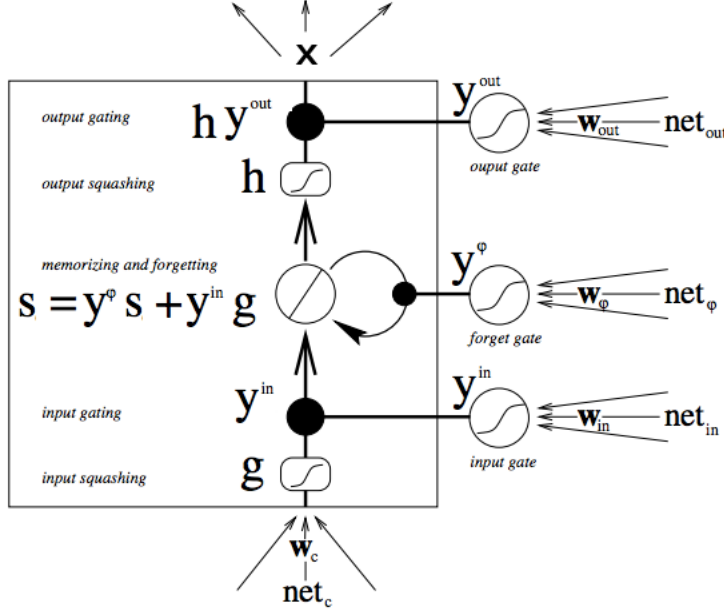 x
output gating
h y^out
y^out
w_out
net_out
ouput gate
output squashing
h
memorizing and forgetting
s = y^φ s + y^in g
y^φ
w_φ
net_φ
forget gate
input gating
y^in
y^in
w_in
net_in
input gate
input squashing
g
w_c
net_c